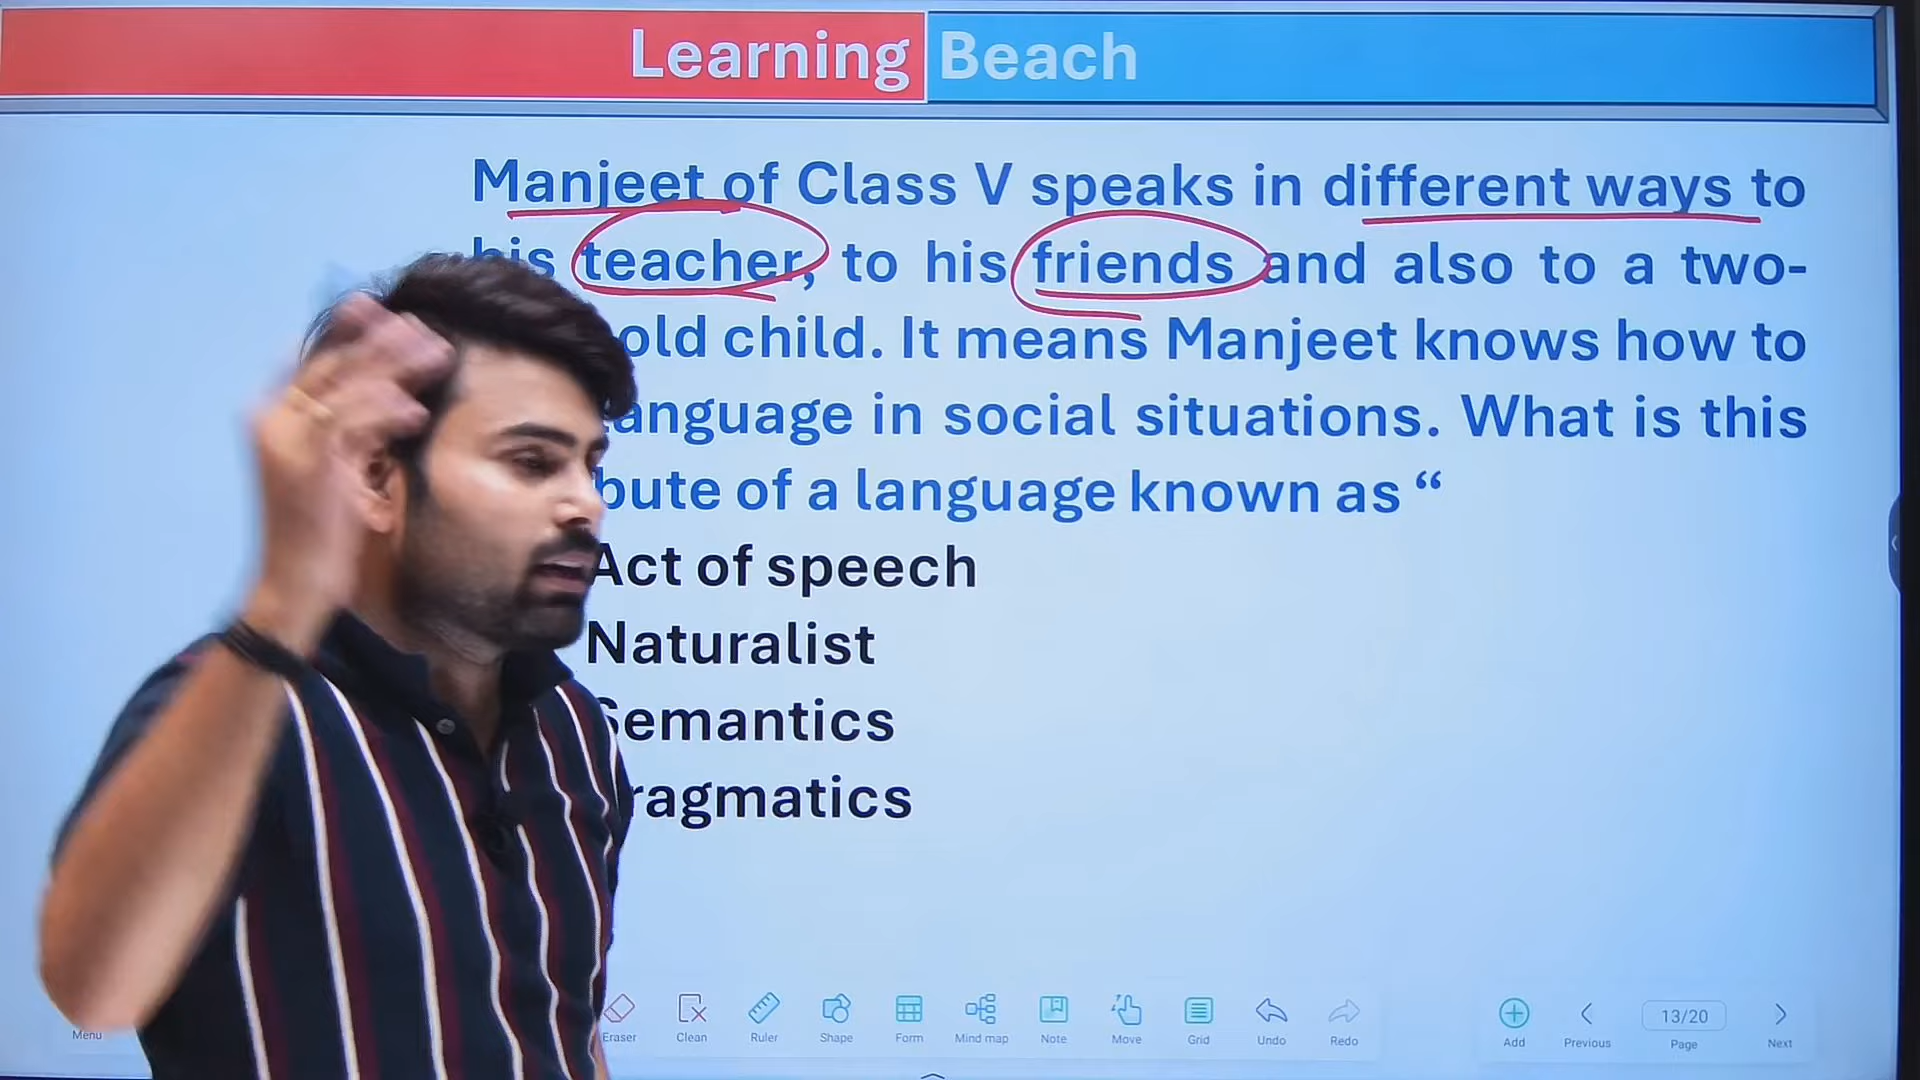 Learning Beach
Manjeet of Class V speaks in different ways to
his teacher, to his friends and also to a two-
old child. It means Manjeet knows how to
language in social situations. What is this
bute of a language known as “
Act of speech
Naturalist
Semantics
Pragmatics
Menu
Eraser
Clean
Ruler
Shape
Form
Mind map
Note
Move
Grid
Undo
Redo
Add
Previous
13/20
Page
Next